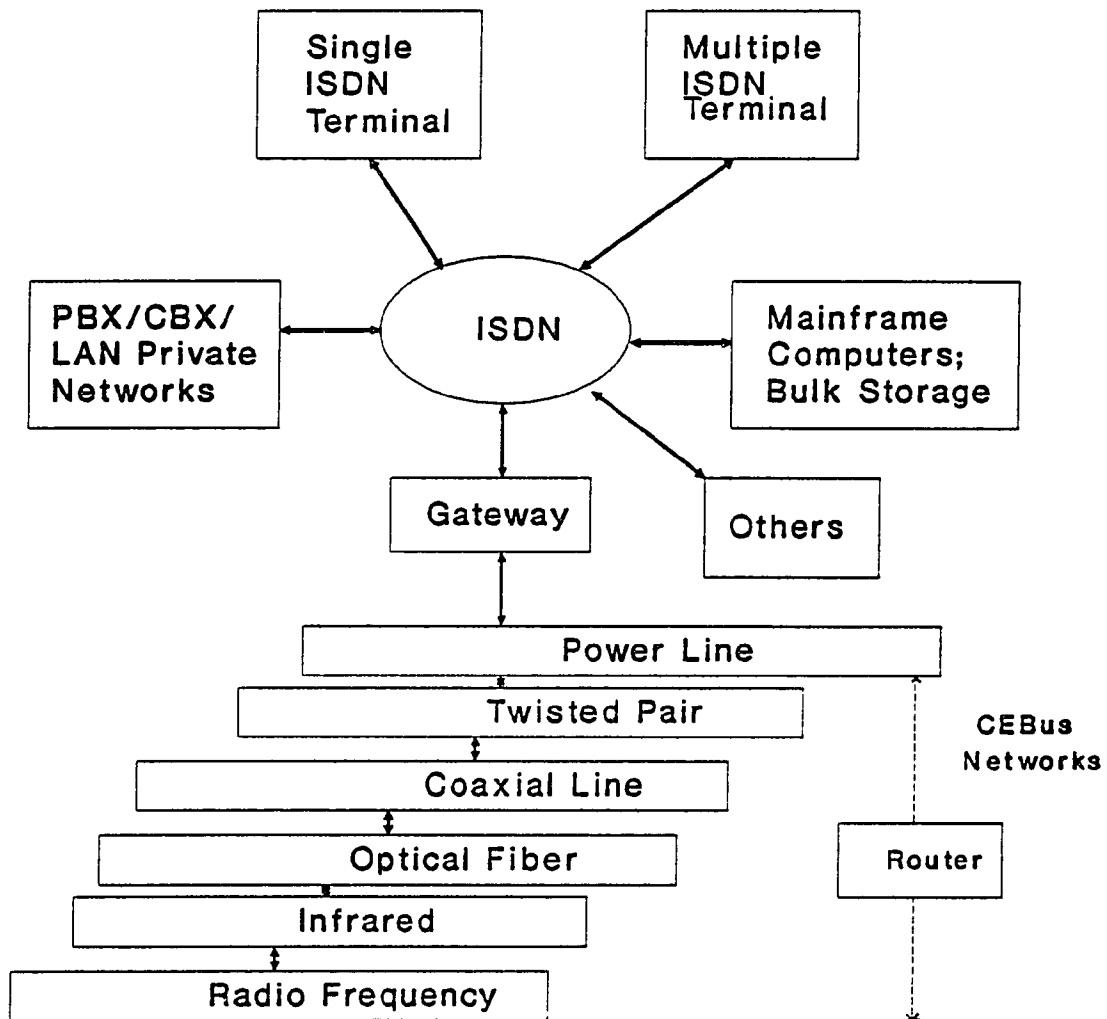 Single
ISDN
Terminal
Multiple
ISDN
Terminal
PBX/CBX/
LAN Private
Networks
ISDN
Mainframe
Computers;
Bulk Storage
Gateway
Others
Power Line
Twisted Pair
CEBus
Networks
Coaxial Line
Optical Fiber
Router
Infrared
Radio Frequency